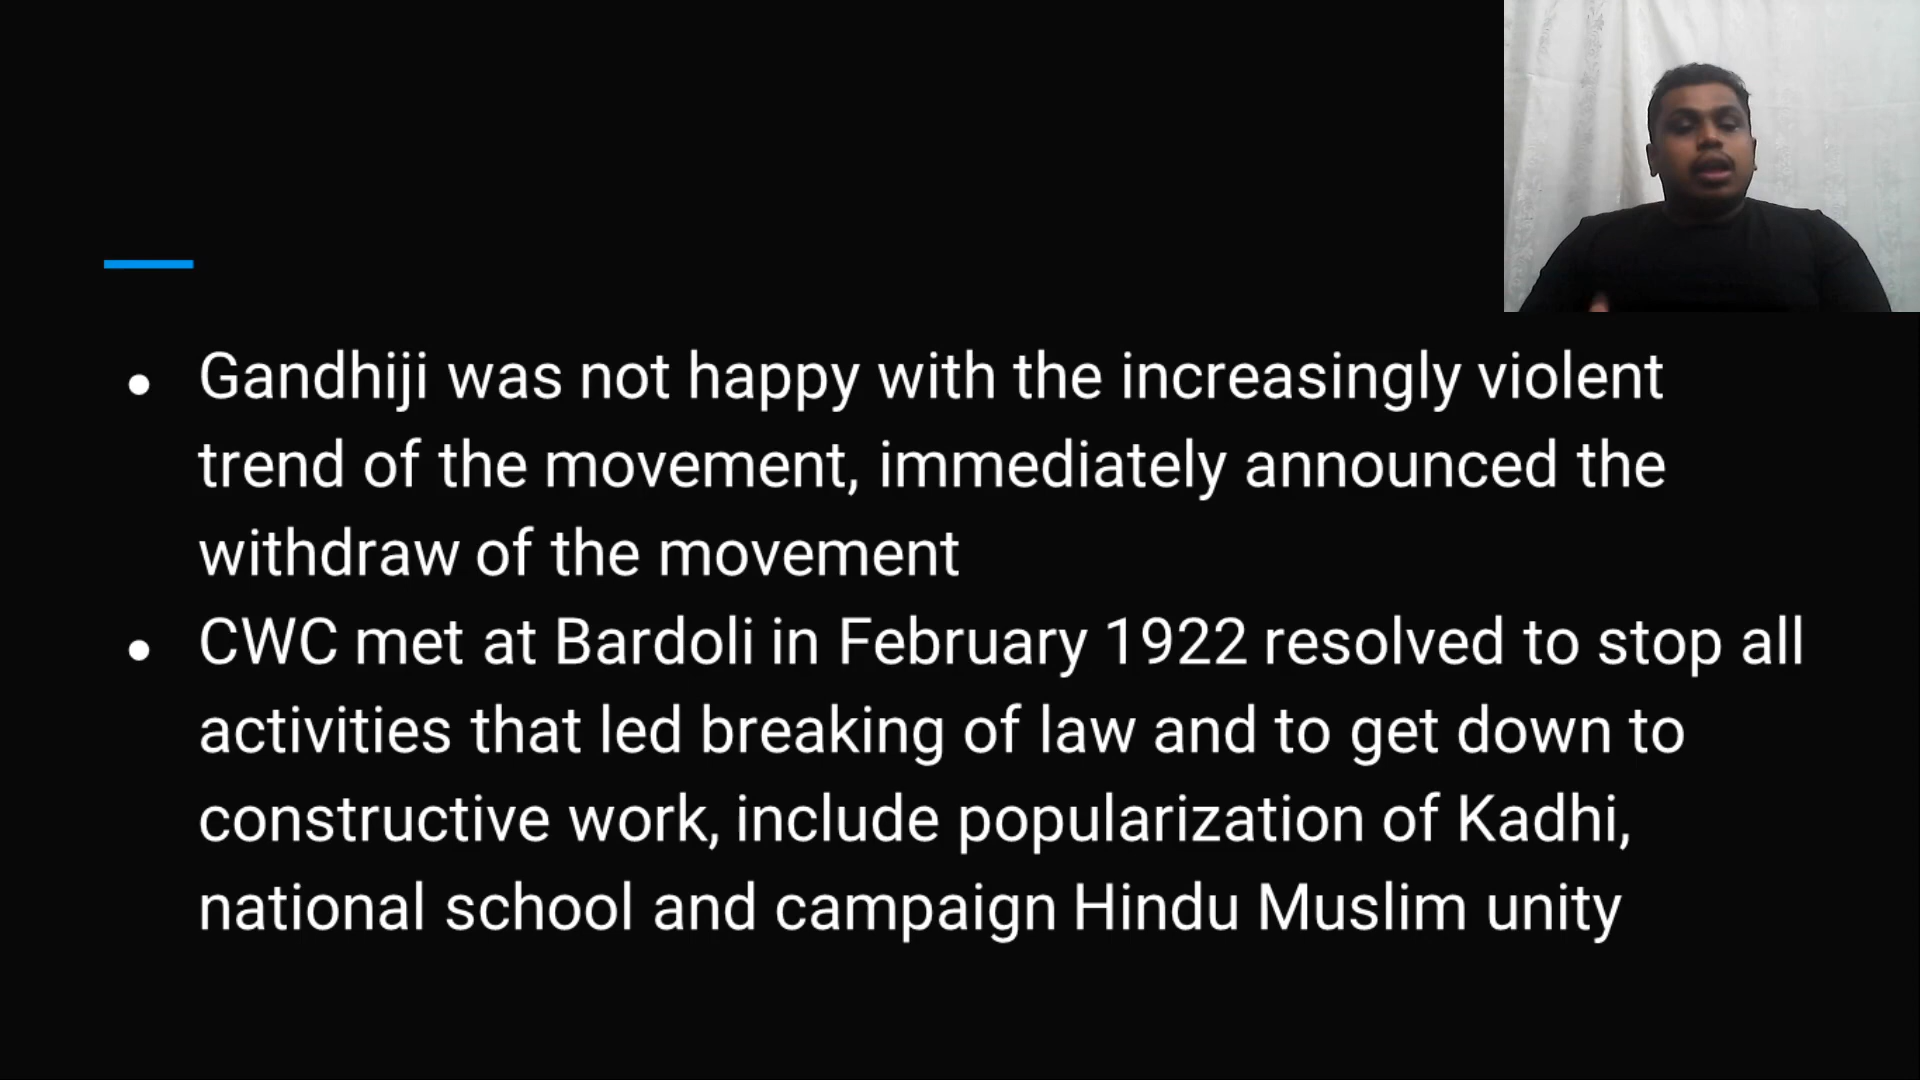 ● Gandhiji was not happy with the increasingly violent
trend of the movement, immediately announced the
withdraw of the movement
● CWC met at Bardoli in February 1922 resolved to stop all
activities that led breaking of law and to get down to
constructive work, include popularization of Kadhi,
national school and campaign Hindu Muslim unity